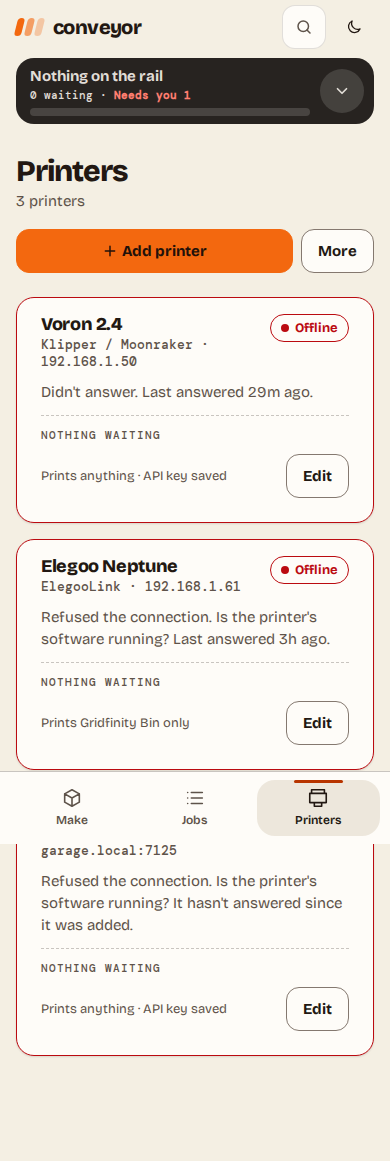 conveyor
Nothing on the rail
0 waiting · Needs you 1
Printers
3 printers
+ Add printer
More
Voron 2.4
Offline
Klipper / Moonraker ·
192.168.1.50
Didn't answer. Last answered 29m ago.
NOTHING WAITING
Prints anything · API key saved
Edit
Elegoo Neptune
Offline
ElegooLink · 192.168.1.61
Refused the connection. Is the printer's
software running? Last answered 3h ago.
NOTHING WAITING
Prints Gridfinity Bin only
Edit
Make
Jobs
Printers
garage.local:7125
Refused the connection. Is the printer's
software running? It hasn't answered since
it was added.
NOTHING WAITING
Prints anything · API key saved
Edit